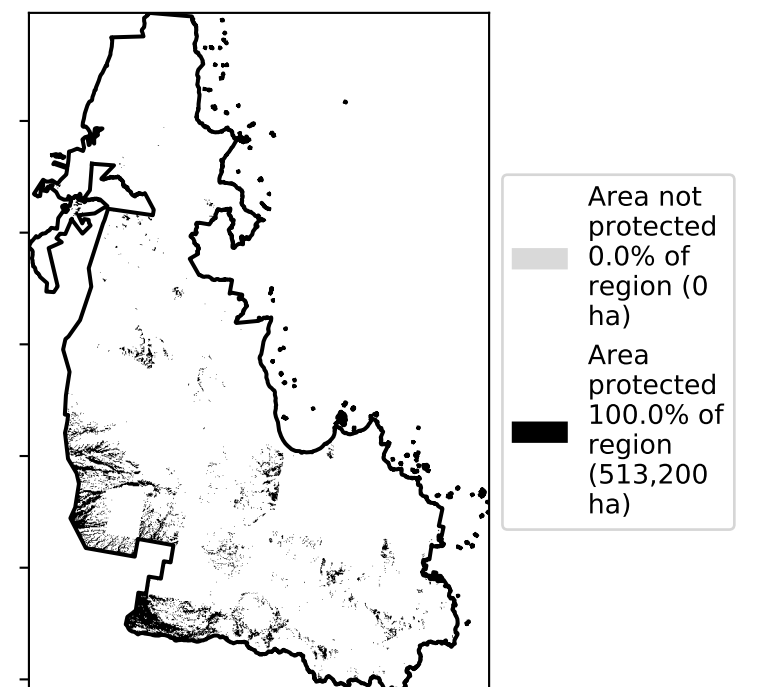 Area not
protected
0.0% of
region (0
ha)
Area
protected
100.0% of
region
(513,200
ha)